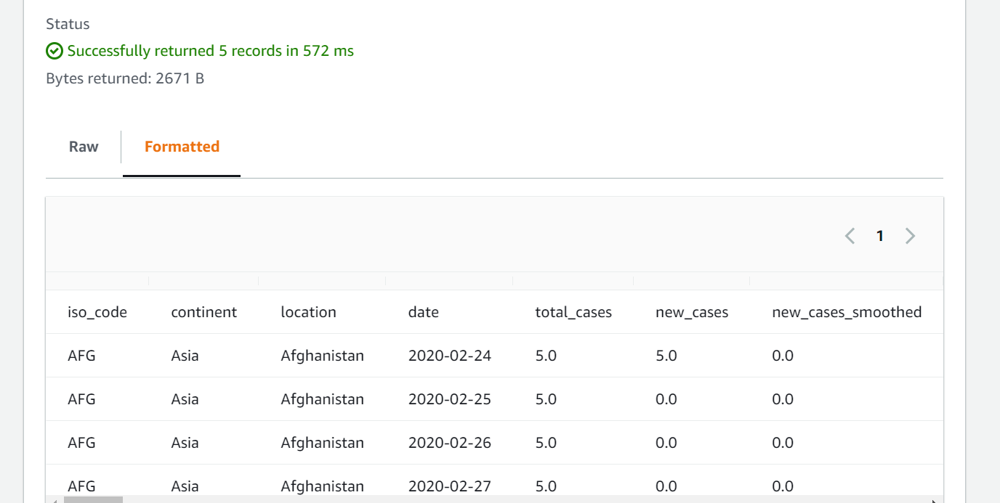 Status
Successfully returned 5 records in 572 ms
Bytes returned: 2671 B
Raw Formatted
1
iso_code continent location date total_cases new_cases new_cases_smoothed
AFG Asia Afghanistan 2020-02-24 5.0 5.0 0.0
AFG Asia Afghanistan 2020-02-25 5.0 0.0 0.0
AFG Asia Afghanistan 2020-02-26 5.0 0.0 0.0
AFG Asia Afghanistan 2020-02-27 5.0 0.0 0.0